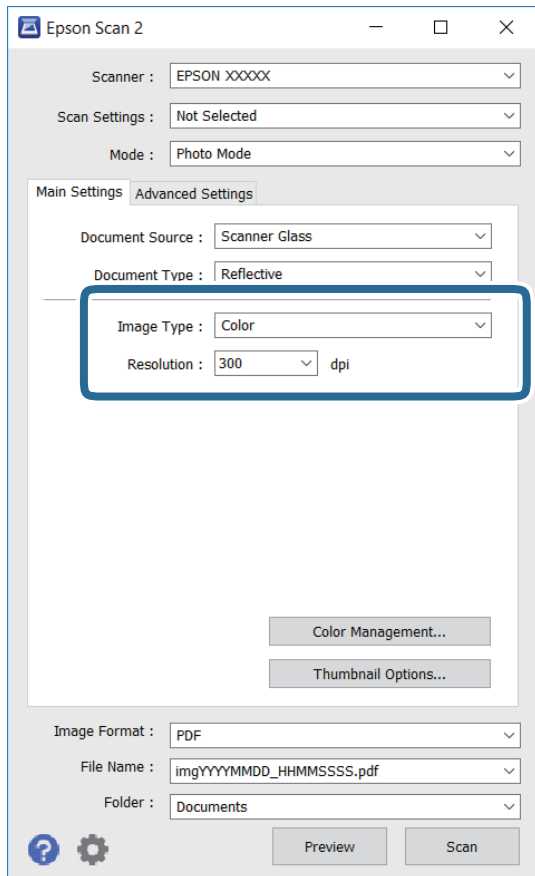 Epson Scan 2
Scanner : EPSON XXXXX
Scan Settings : Not Selected
Mode : Photo Mode
Main Settings Advanced Settings
Document Source : Scanner Glass
Document Type : Reflective
Image Type : Color
Resolution : 300 dpi
Color Management...
Thumbnail Options...
Image Format : PDF
File Name : imgYYYYMMDD_HHMMSSSS.pdf
Folder : Documents
? Preview Scan